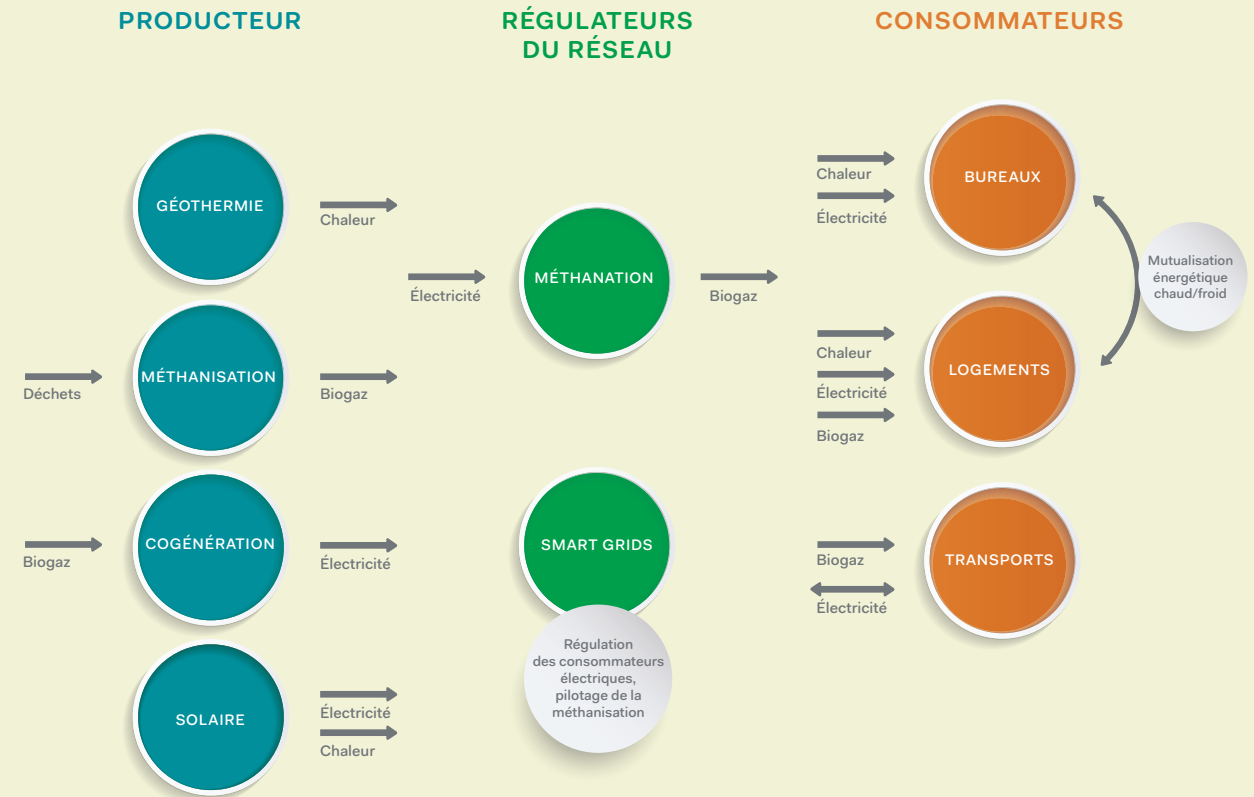 PRODUCTEUR
GÉOTHERMIE
Chaleur
Déchets
MÉTHANISATION
Biogaz
Biogaz
COGÉNÉRATION
Électricité
SOLAIRE
Électricité
Chaleur
RÉGULATEURS
DU RÉSEAU
Électricité
MÉTHANATION
Biogaz
SMART GRIDS
Régulation
des consommateurs
électriques,
pilotage de la
méthanisation
CONSOMMATEURS
Chaleur
Électricité
BUREAUX
Mutualisation
énergétique
chaud/froid
Chaleur
Électricité
Biogaz
LOGEMENTS
Biogaz
Électricité
TRANSPORTS